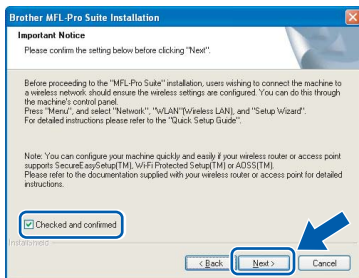 Brother MFL-Pro Suite Installation
Important Notice
Please confirm the setting below before clicking "Next".
Before proceeding to the "MFL-Pro Suite" installation, users wishing to connect the machine to
a wireless network should ensure the wireless settings are configured. You can do this through
the machine's control panel.
Press "Menu", and select "Network", "WLAN"(Wireless LAN), and "Setup Wizard".
For detailed instructions please refer to the "Quick Setup Guide".
Note: You can configure your machine quickly and easily if your wireless router or access point
supports SecureEasySetup(TM), Wi-Fi Protected Setup(TM) or AOSS(TM).
Please refer to the documentation supplied with your wireless router or access point for detailed
instructions.
Checked and confirmed
InstallShield
< Back Next > Cancel